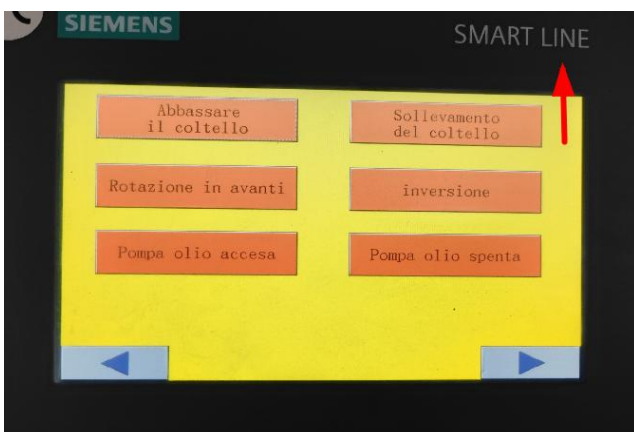 SIEMENS
SMART LINE
Abbassare
il coltello
Sollevamento
del coltello
Rotazione in avanti
inversione
Pompa olio accesa
Pompa olio spenta